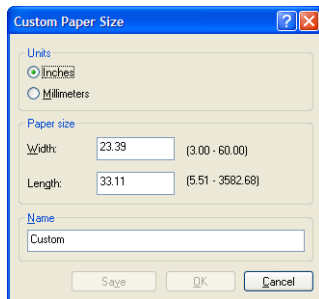 Custom Paper Size
Units
Inches
Millimeters
Paper size
Width: 23.39 (3.00 - 60.00)
Length: 33.11 (5.51 - 3582.68)
Name
Custom
Save OK Cancel